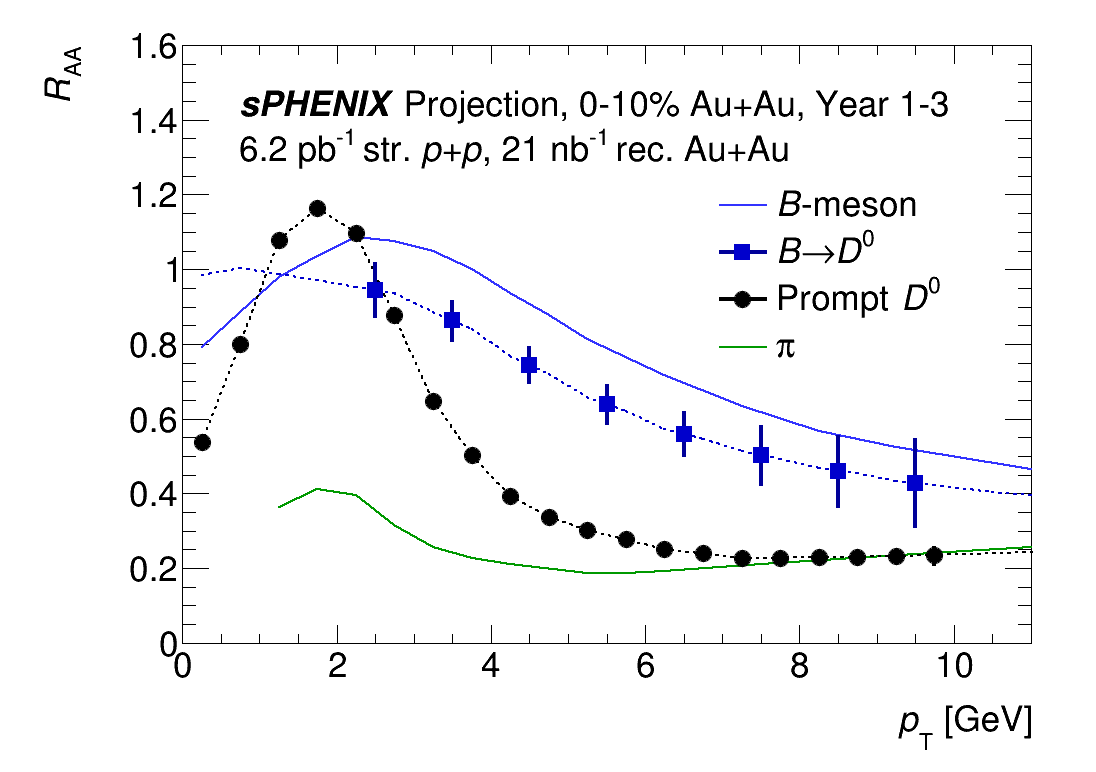 R_AA
1.6
1.4
1.2
1
0.8
0.6
0.4
0.2
0
sPHENIX Projection, 0-10% Au+Au, Year 1-3
6.2 pb⁻¹ str. p+p, 21 nb⁻¹ rec. Au+Au
B-meson
B→D⁰
Prompt D⁰
π
0 2 4 6 8 10
p_T [GeV]